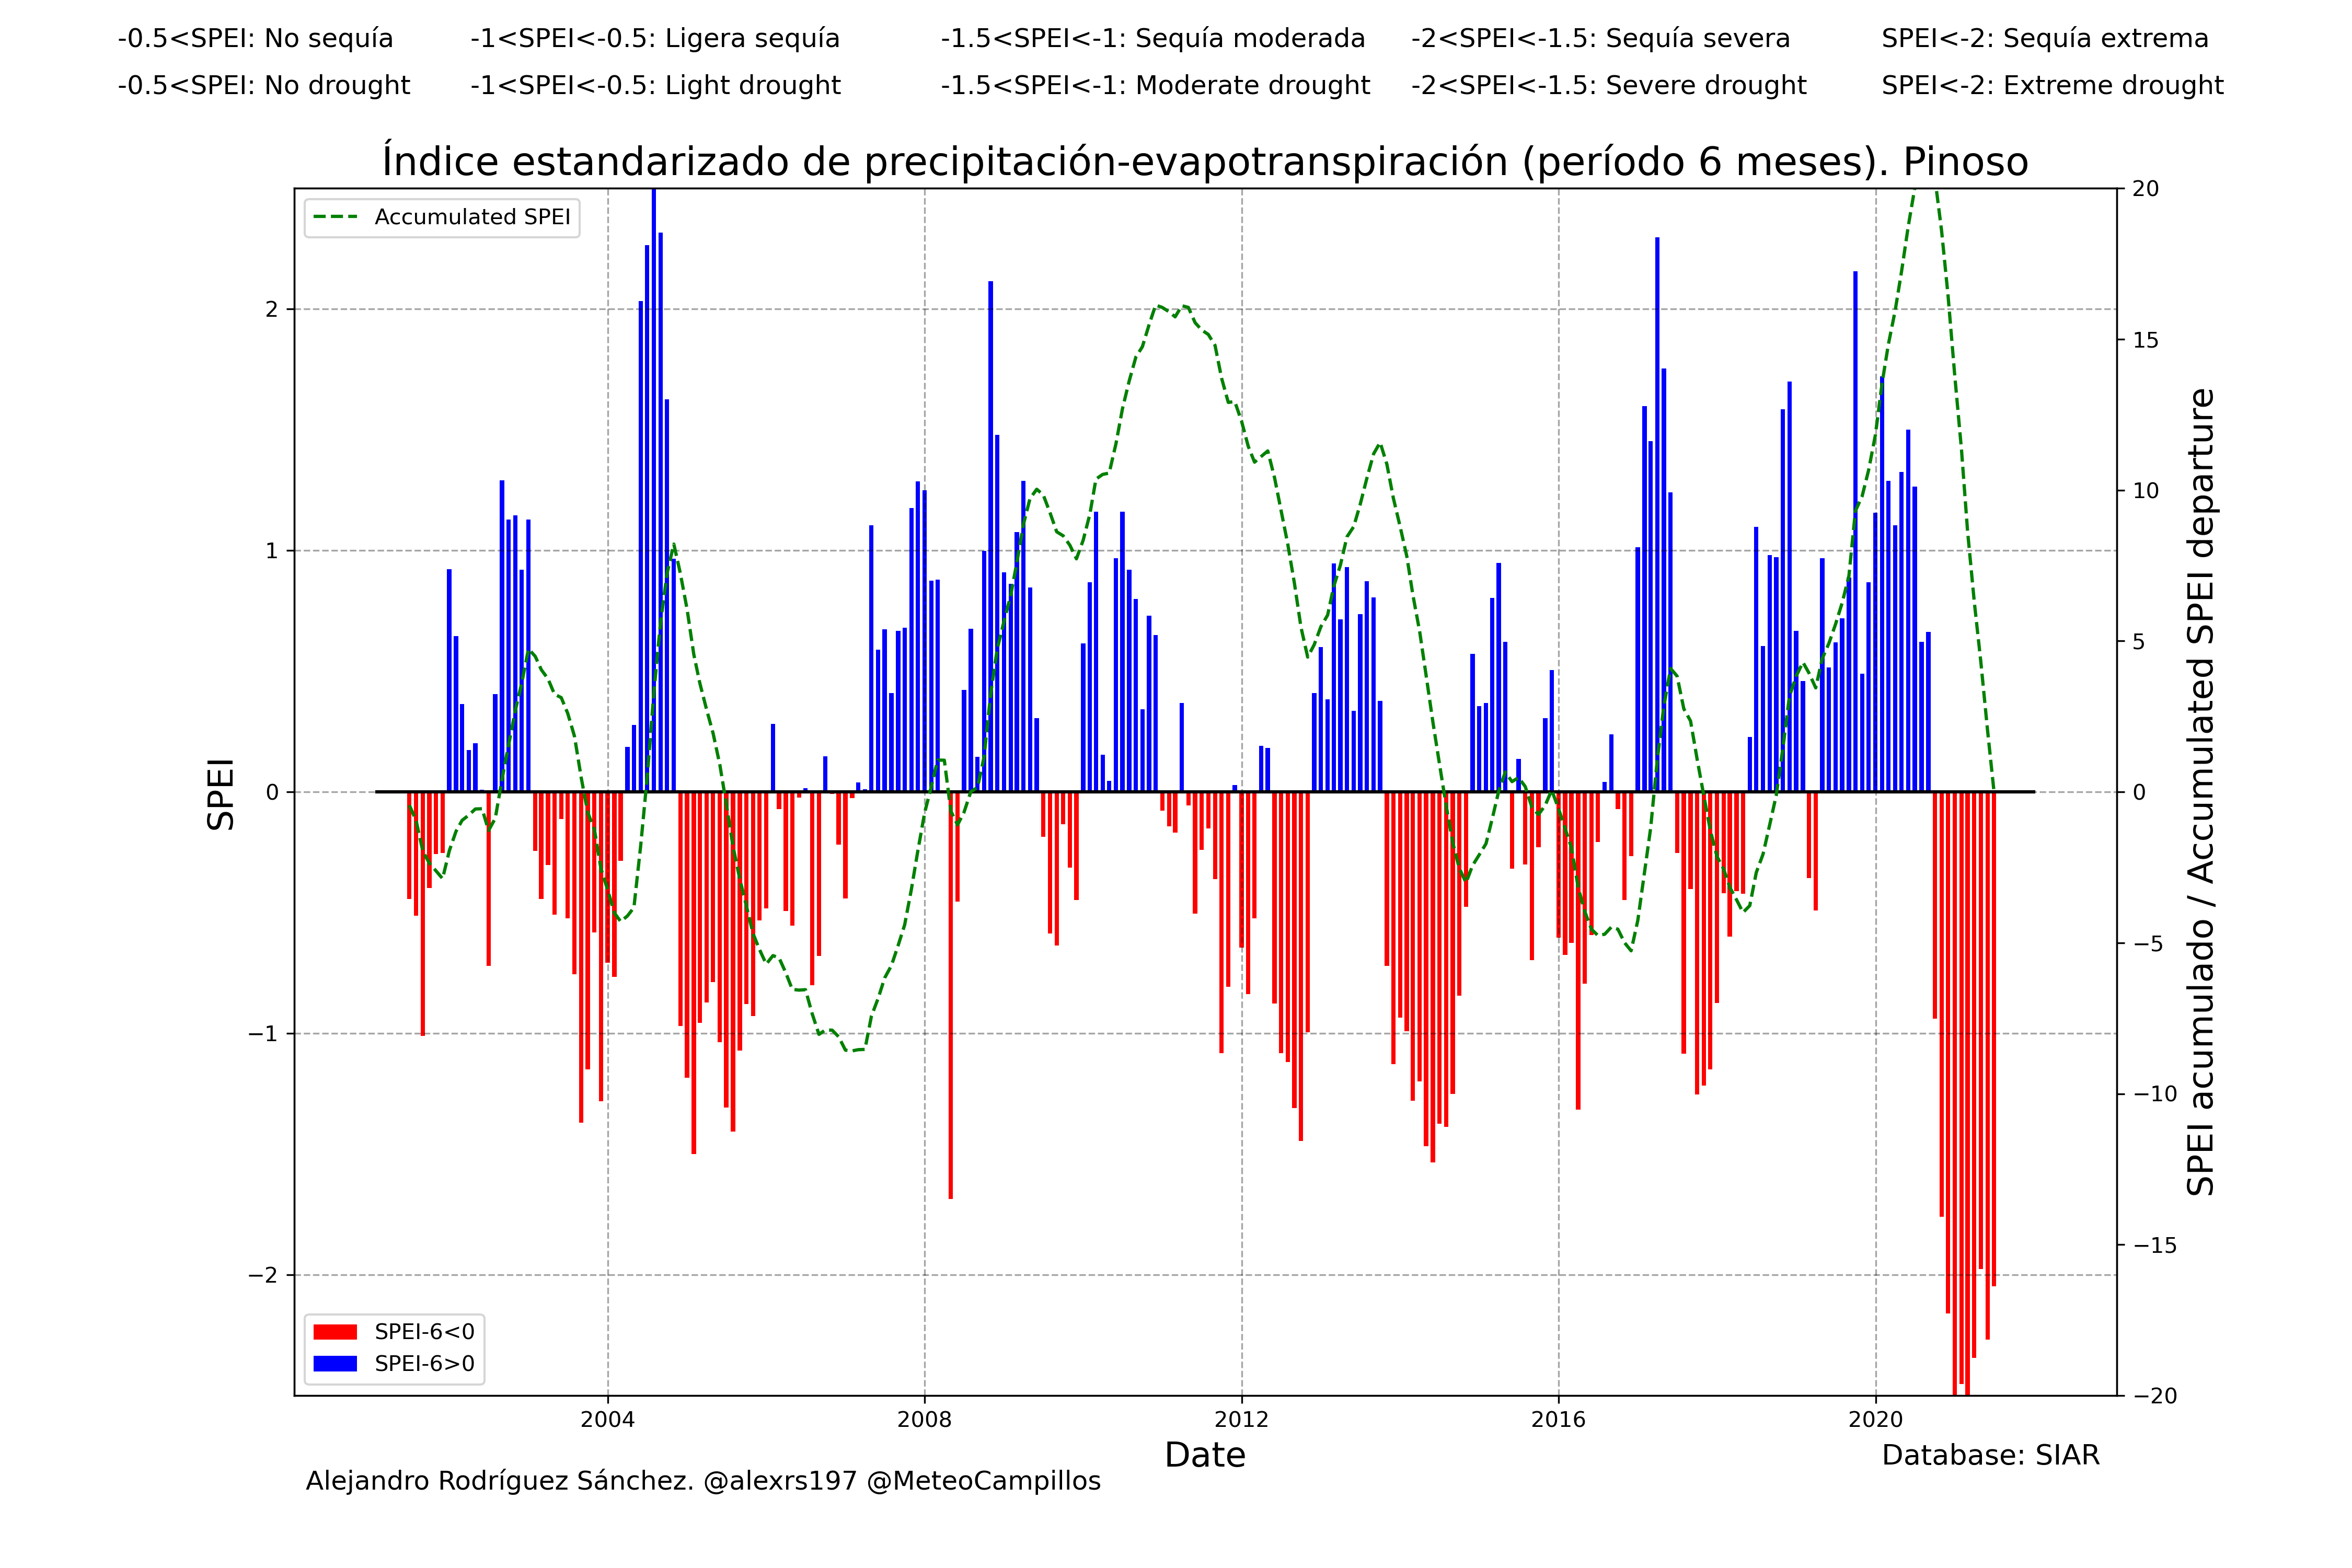 -0.5<SPEI: No sequía
-1<SPEI<-0.5: Ligera sequía
-1.5<SPEI<-1: Sequía moderada
-2<SPEI<-1.5: Sequía severa
SPEI<-2: Sequía extrema
-0.5<SPEI: No drought
-1<SPEI<-0.5: Light drought
-1.5<SPEI<-1: Moderate drought
-2<SPEI<-1.5: Severe drought
SPEI<-2: Extreme drought
Índice estandarizado de precipitación-evapotranspiración (período 6 meses). Pinoso
Accumulated SPEI
SPEI
2
1
0
−1
−2
20
15
10
5
0
−5
−10
−15
−20
SPEI acumulado / Accumulated SPEI departure
SPEI-6<0
SPEI-6>0
2004
2008
2012
2016
2020
Date
Database: SIAR
Alejandro Rodríguez Sánchez. @alexrs197 @MeteoCampillos